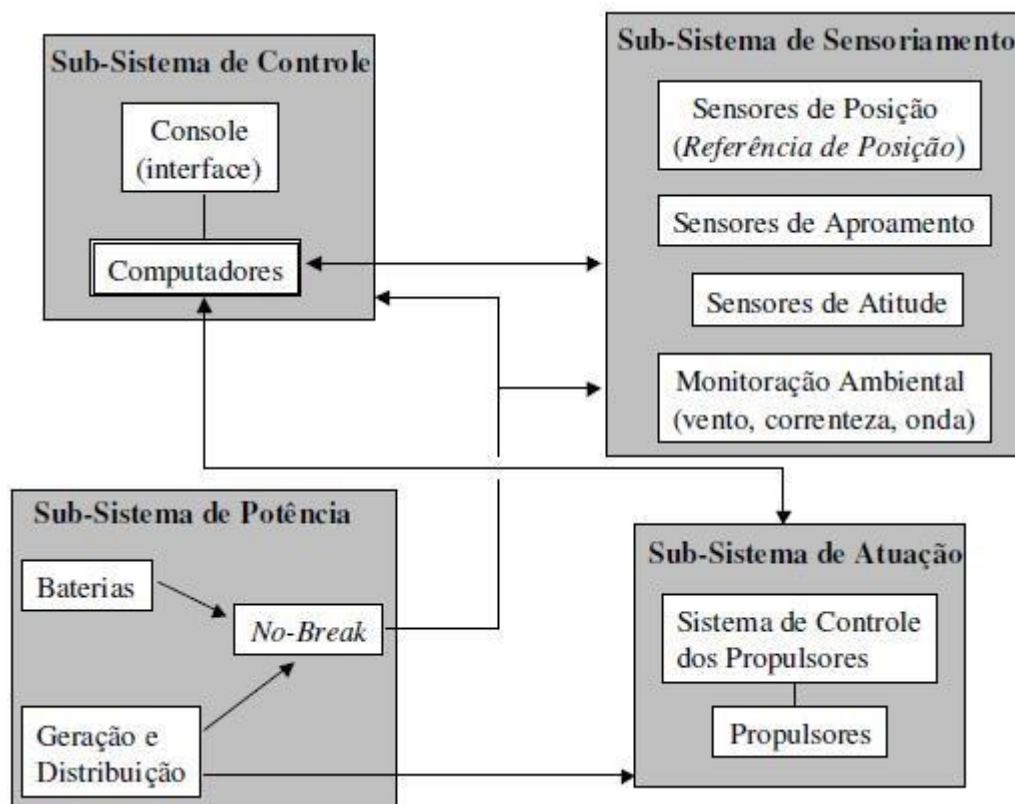 Sub-Sistema de Controle
Console
(interface)
Computadores
Sub-Sistema de Sensoriamento
Sensores de Posição
(Referência de Posição)
Sensores de Aproamento
Sensores de Atitude
Monitoração Ambiental
(vento, correnteza, onda)
Sub-Sistema de Potência
Baterias
No-Break
Geração e
Distribuição
Sub-Sistema de Atuação
Sistema de Controle
dos Propulsores
Propulsores